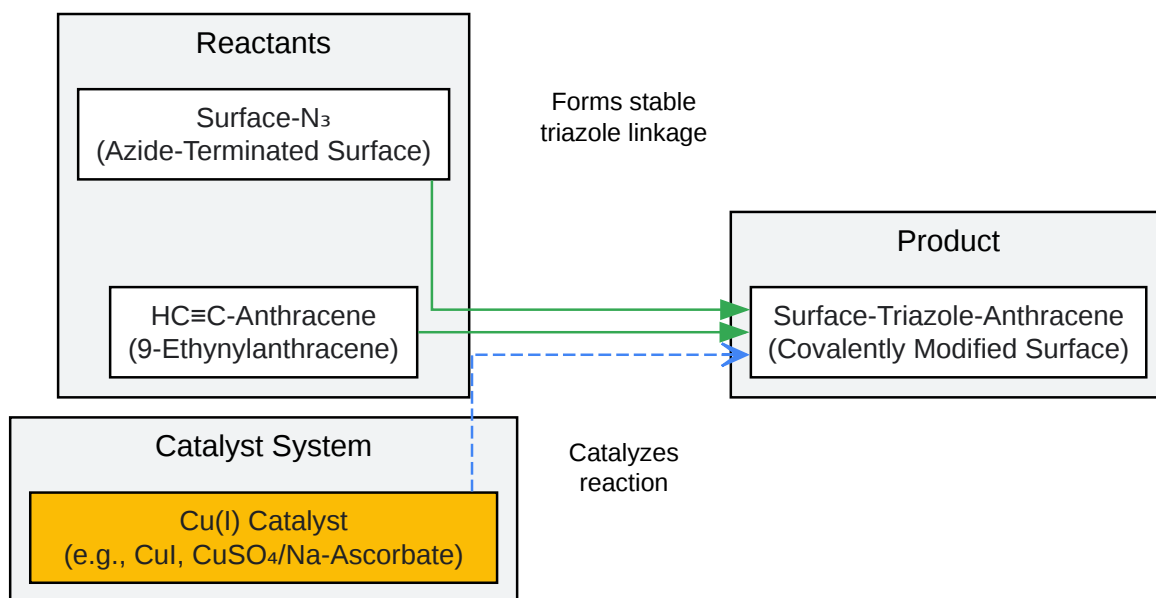 Reactants
Surface-N₃
(Azide-Terminated Surface)
Forms stable
triazole linkage
HC≡C-Anthracene
(9-Ethynylanthracene)
Product
Surface-Triazole-Anthracene
(Covalently Modified Surface)
Catalyst System
Cu(I) Catalyst
(e.g., CuI, CuSO₄/Na-Ascorbate)
Catalyzes
reaction